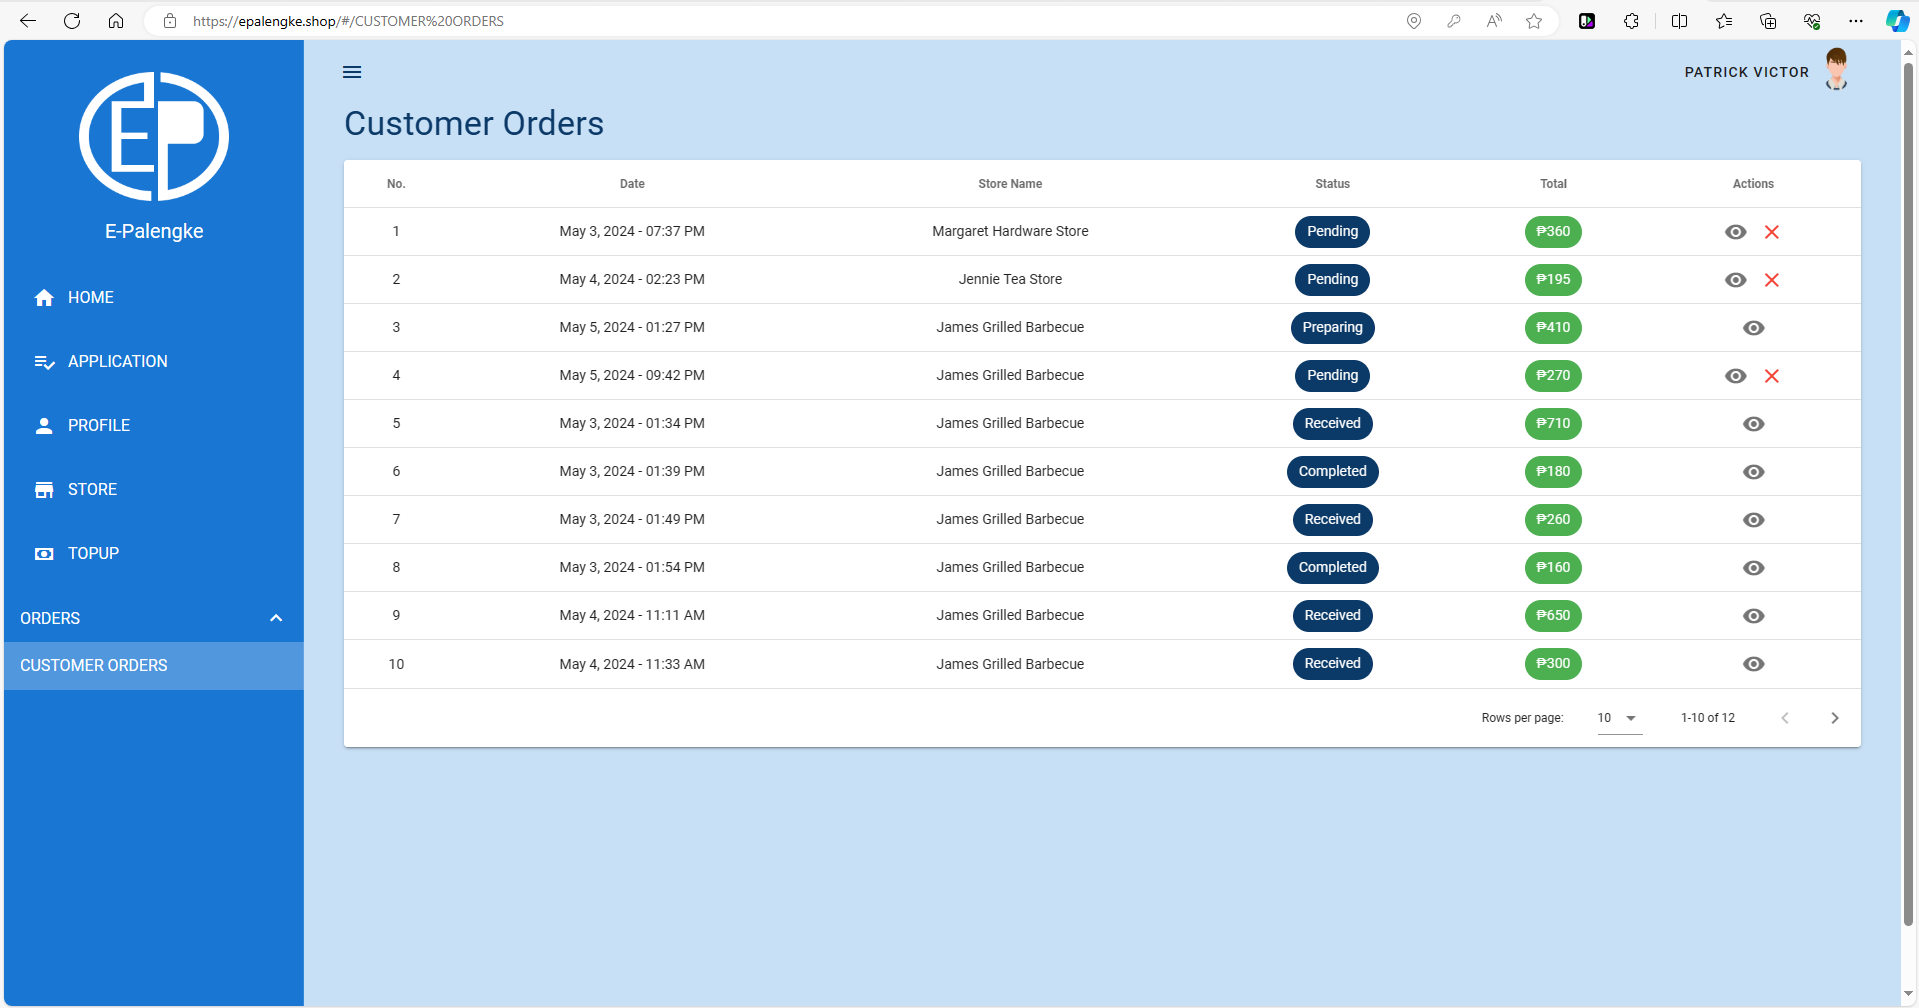 https://epalengke.shop/#/CUSTOMER%20ORDERS
EP
E-Palengke
HOME
APPLICATION
PROFILE
STORE
TOPUP
ORDERS
CUSTOMER ORDERS
PATRICK VICTOR
Customer Orders
No. Date Store Name Status Total Actions
1 May 3, 2024 - 07:37 PM Margaret Hardware Store Pending ₱360
2 May 4, 2024 - 02:23 PM Jennie Tea Store Pending ₱195
3 May 5, 2024 - 01:27 PM James Grilled Barbecue Preparing ₱410
4 May 5, 2024 - 09:42 PM James Grilled Barbecue Pending ₱270
5 May 3, 2024 - 01:34 PM James Grilled Barbecue Received ₱710
6 May 3, 2024 - 01:39 PM James Grilled Barbecue Completed ₱180
7 May 3, 2024 - 01:49 PM James Grilled Barbecue Received ₱260
8 May 3, 2024 - 01:54 PM James Grilled Barbecue Completed ₱160
9 May 4, 2024 - 11:11 AM James Grilled Barbecue Received ₱650
10 May 4, 2024 - 11:33 AM James Grilled Barbecue Received ₱300
Rows per page: 10 1-10 of 12